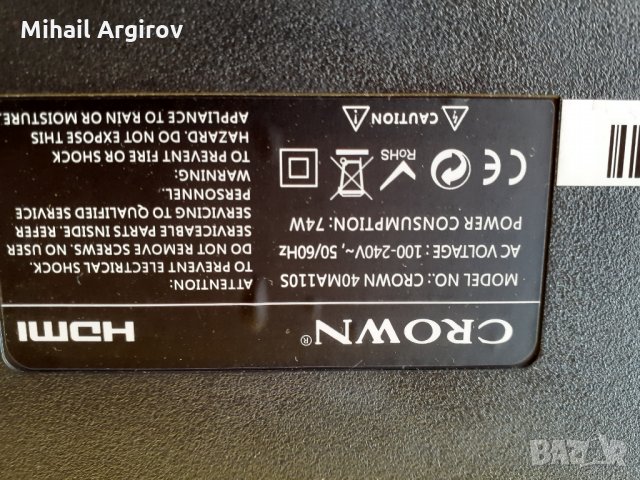 Mihail Argirov
CROWN®
HDMI
MODEL NO.: CROWN 40MA110S
AC VOLTAGE : 100-240V~, 50/60Hz
POWER CONSUMPTION: 74W
CE
RoHS
CAUTION
ATTENTION:
TO PREVENT ELECTRICAL SHOCK.
DO NOT REMOVE SCREWS. NO USER
SERVICEABLE PARTS INSIDE. REFER
SERVICING TO QUALIFIED SERVICE
PERSONNEL.
WARNING:
TO PREVENT FIRE OR SHOCK
HAZARD. DO NOT EXPOSE THIS
APPLIANCE TO RAIN OR MOISTURE.
BAZAR